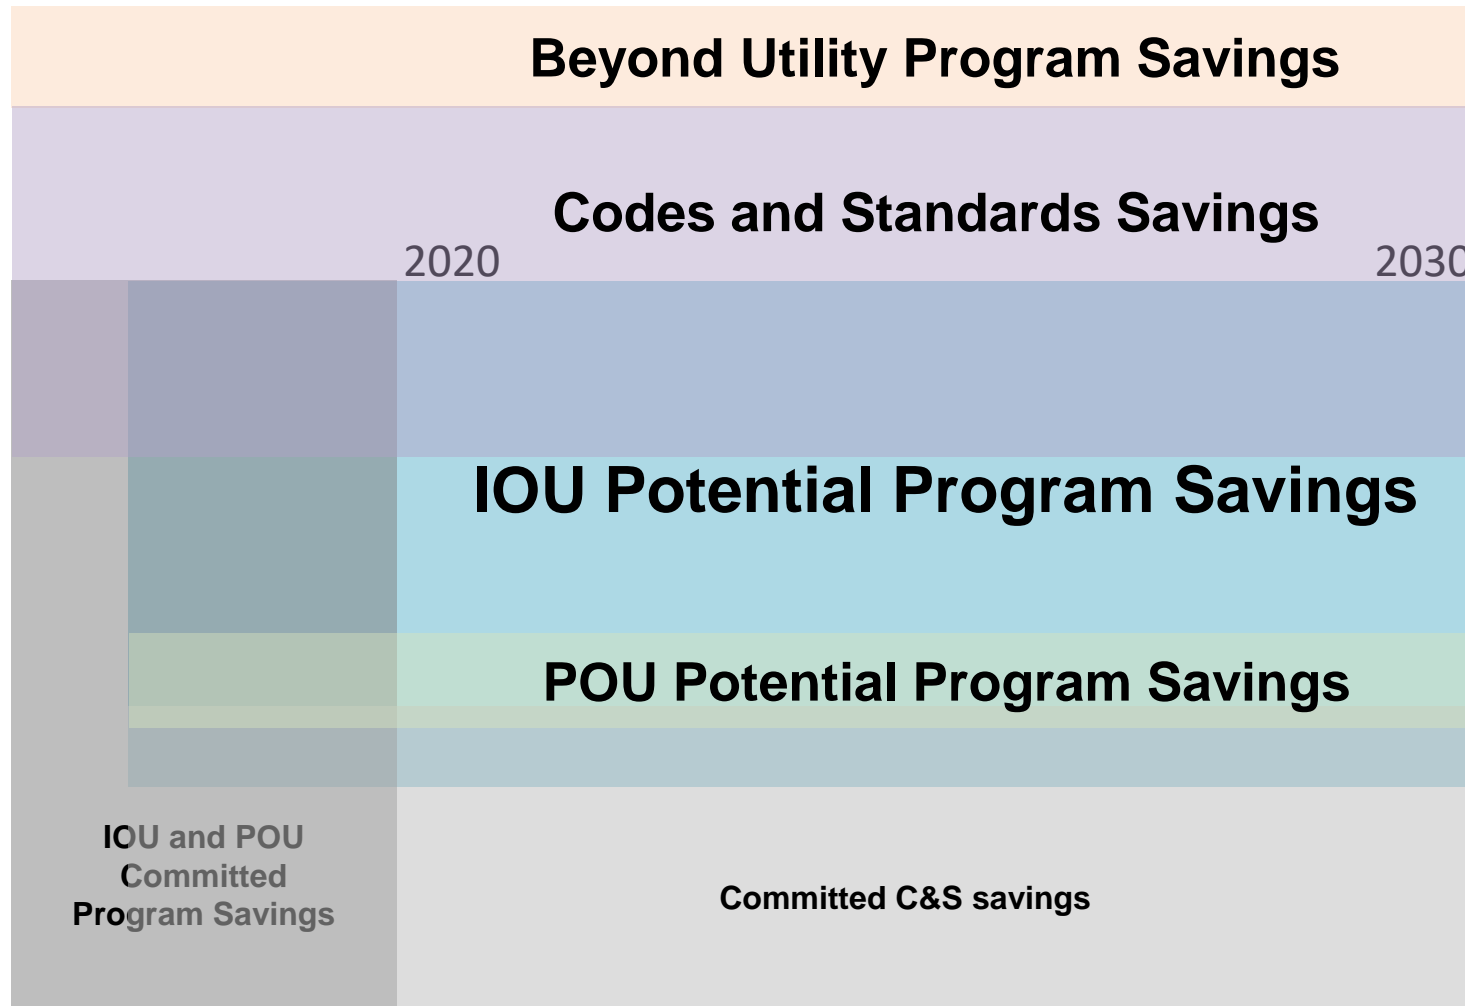 Beyond Utility Program Savings
Codes and Standards Savings
2020 2030
IOU Potential Program Savings
POU Potential Program Savings
IOU and POU
Committed
Program Savings
Committed C&S savings